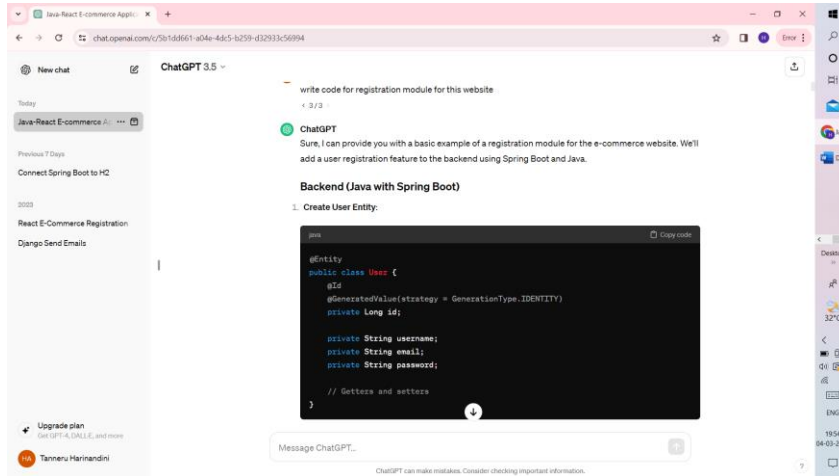 Java-React E-commerce Applic
chat.openai.com/c/5b1dd661-a04e-4dc5-b259-d32933c56994
Error
New chat
Today
Java-React E-commerce A
Previous 7 Days
Connect Spring Boot to H2
2023
React E-Commerce Registration
Django Send Emails
Upgrade plan
Get GPT-4, DALL·E, and more
HA Tanneru Harinandini
ChatGPT 3.5
write code for registration module for this website
< 3/3
ChatGPT
Sure, I can provide you with a basic example of a registration module for the e-commerce website. We'll
add a user registration feature to the backend using Spring Boot and Java.
Backend (Java with Spring Boot)
1. Create User Entity:
java Copy code
@Entity
public class User {
@Id
@GeneratedValue(strategy = GenerationType.IDENTITY)
private Long id;
private String username;
private String email;
private String password;
// Getters and setters
}
Message ChatGPT...
ChatGPT can make mistakes. Consider checking important information.
?
Deskto
32°
ENG
19:54
04-03-2